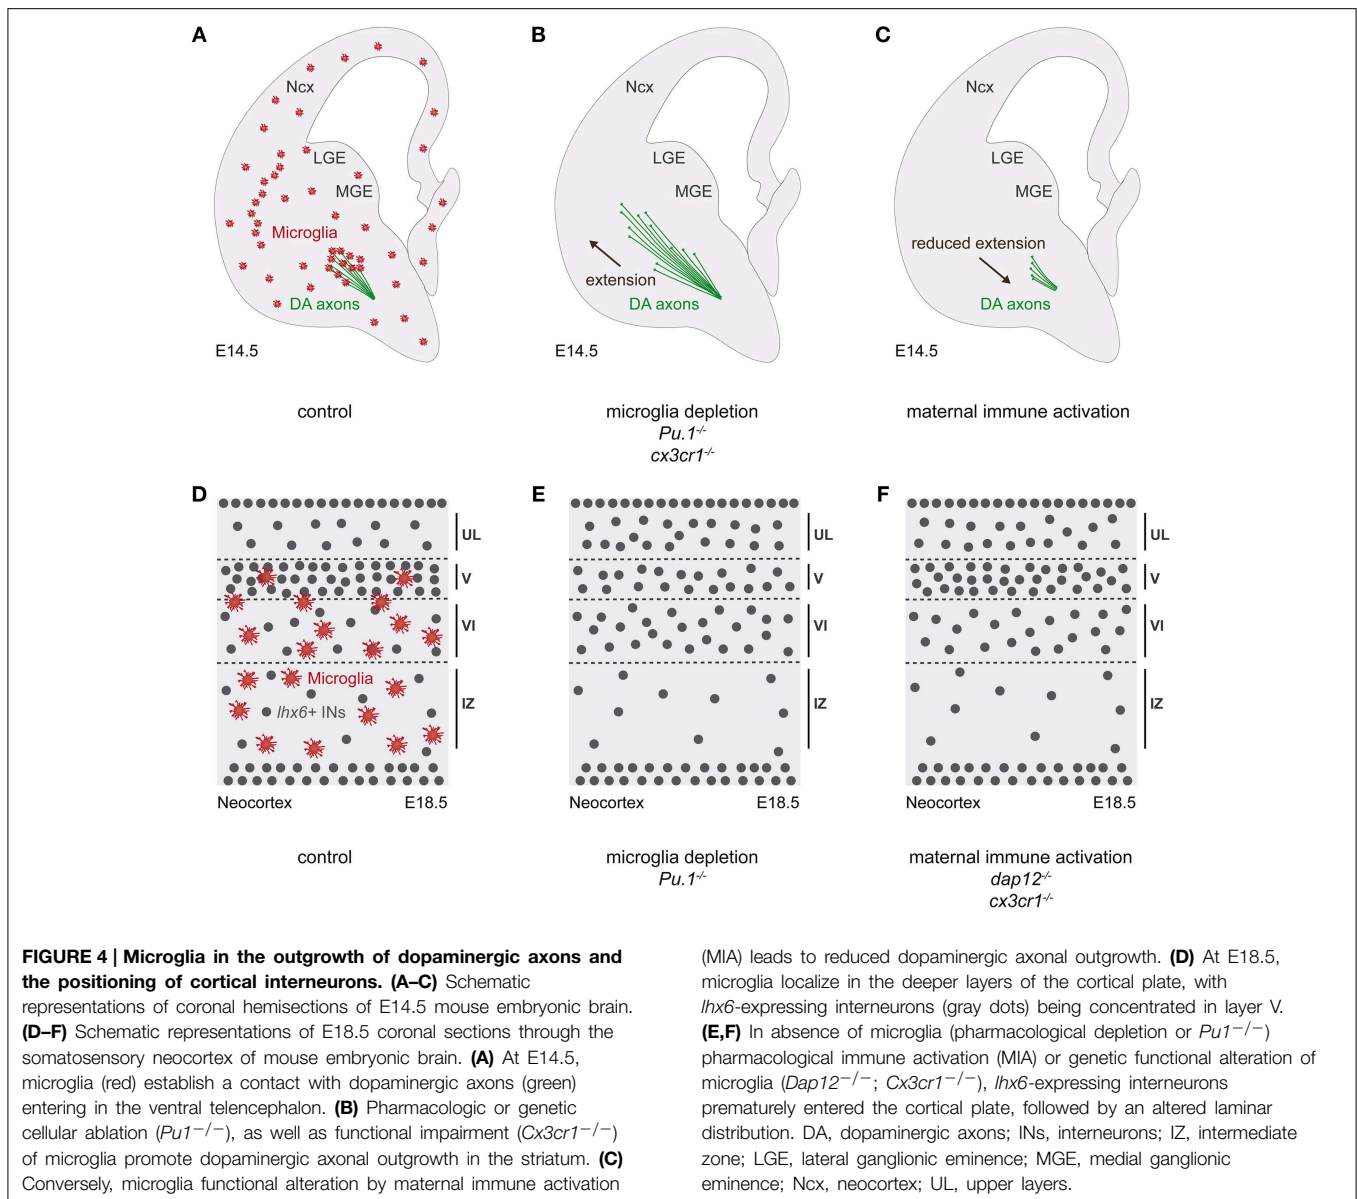 A
Ncx
LGE
MGE
Microglia
DA axons
E14.5
control
B
Ncx
LGE
MGE
extension
DA axons
E14.5
microglia depletion
Pu.1-/-
cx3cr1-/-
C
Ncx
LGE
MGE
reduced extension
DA axons
E14.5
maternal immune activation
D
UL
V
VI
Microglia
lhx6+ INs
IZ
Neocortex E18.5
control
E
UL
V
VI
IZ
Neocortex E18.5
microglia depletion
Pu.1-/-
F
UL
V
VI
IZ
Neocortex E18.5
maternal immune activation
dap12-/-
cx3cr1-/-
FIGURE 4 | Microglia in the outgrowth of dopaminergic axons and
the positioning of cortical interneurons. (A–C) Schematic
representations of coronal hemisections of E14.5 mouse embryonic brain.
(D–F) Schematic representations of E18.5 coronal sections through the
somatosensory neocortex of mouse embryonic brain. (A) At E14.5,
microglia (red) establish a contact with dopaminergic axons (green)
entering in the ventral telencephalon. (B) Pharmacologic or genetic
cellular ablation (Pu1−/−), as well as functional impairment (Cx3cr1−/−)
of microglia promote dopaminergic axonal outgrowth in the striatum. (C)
Conversely, microglia functional alteration by maternal immune activation
(MIA) leads to reduced dopaminergic axonal outgrowth. (D) At E18.5,
microglia localize in the deeper layers of the cortical plate, with
lhx6-expressing interneurons (gray dots) being concentrated in layer V.
(E,F) In absence of microglia (pharmacological depletion or Pu1−/−)
pharmacological immune activation (MIA) or genetic functional alteration of
microglia (Dap12−/−; Cx3cr1−/−), lhx6-expressing interneurons
prematurely entered the cortical plate, followed by an altered laminar
distribution. DA, dopaminergic axons; INs, interneurons; IZ, intermediate
zone; LGE, lateral ganglionic eminence; MGE, medial ganglionic
eminence; Ncx, neocortex; UL, upper layers.